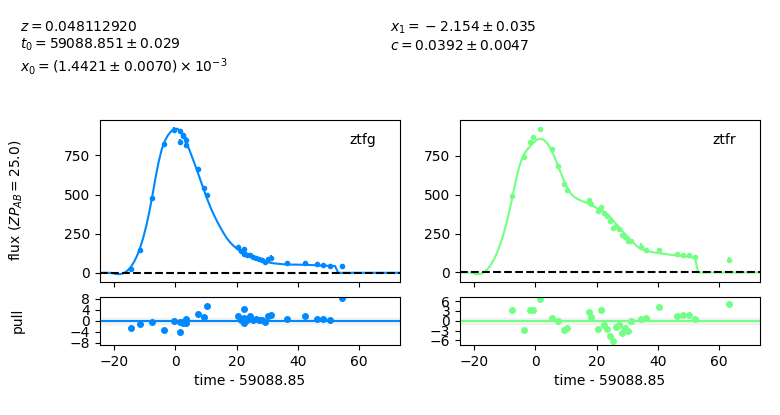 z = 0.048112920
t₀ = 59088.851 ± 0.029
x₀ = (1.4421 ± 0.0070) × 10⁻³
x₁ = −2.154 ± 0.035
c = 0.0392 ± 0.0047
flux (ZP_AB = 25.0)
750
500
250
0
ztfg
750
500
250
0
ztfr
pull
8
4
0
−4
−8
−20 0 20 40 60
time - 59088.85
6
3
0
−3
−6
−20 0 20 40 60
time - 59088.85